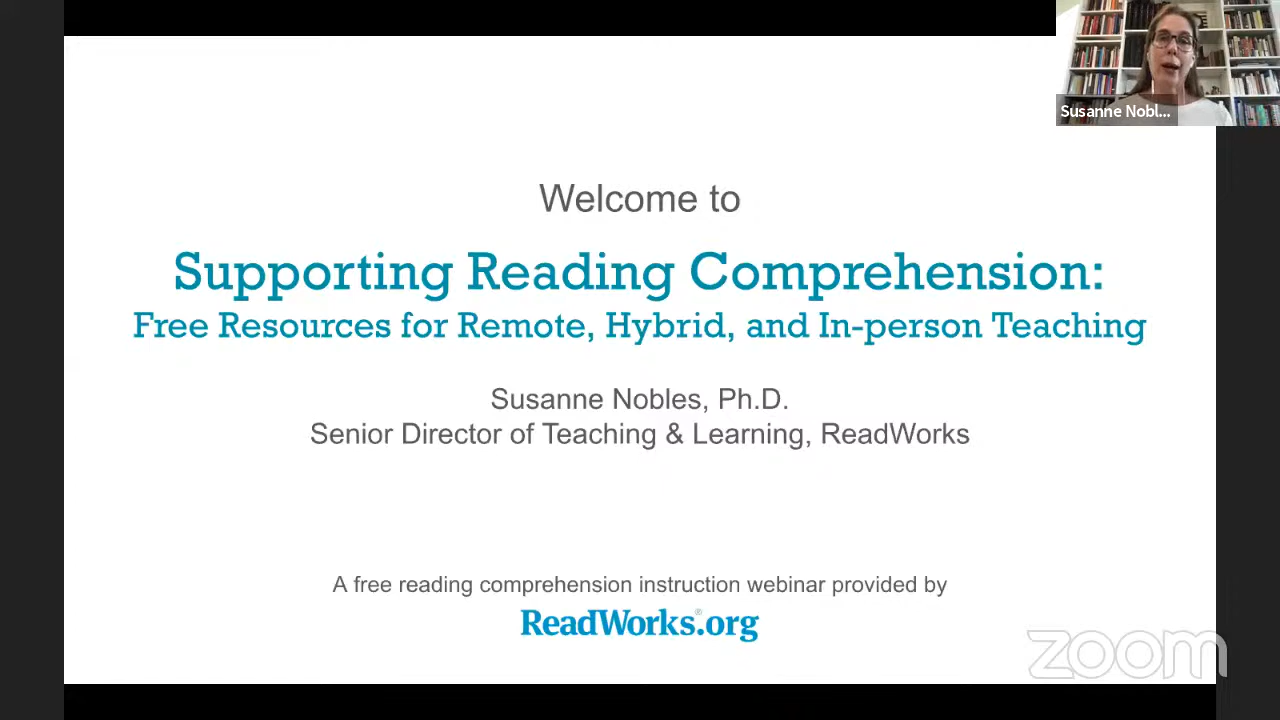 Susanne Nobl...
Welcome to
Supporting Reading Comprehension:
Free Resources for Remote, Hybrid, and In-person Teaching
Susanne Nobles, Ph.D.
Senior Director of Teaching & Learning, ReadWorks
A free reading comprehension instruction webinar provided by
ReadWorks®.org
zoom